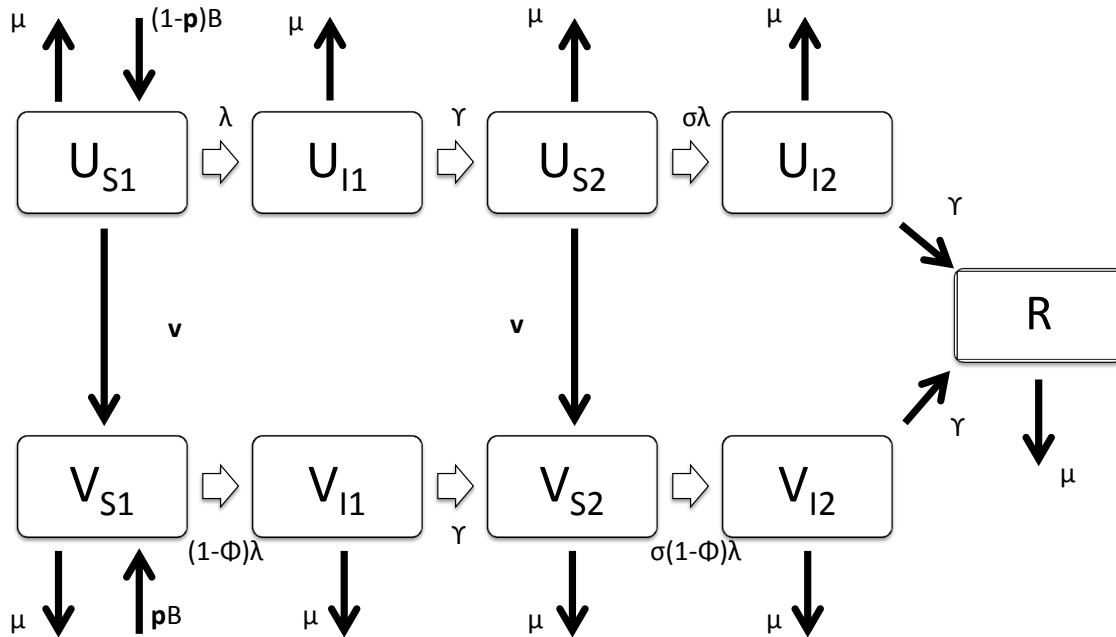 μ (1-p)B μ μ μ
λ ϒ σλ
U_S1 U_I1 U_S2 U_I2
ϒ
R
v v
ϒ
μ
V_S1 V_I1 V_S2 V_I2
(1-Φ)λ ϒ σ(1-Φ)λ
μ pB μ μ μ